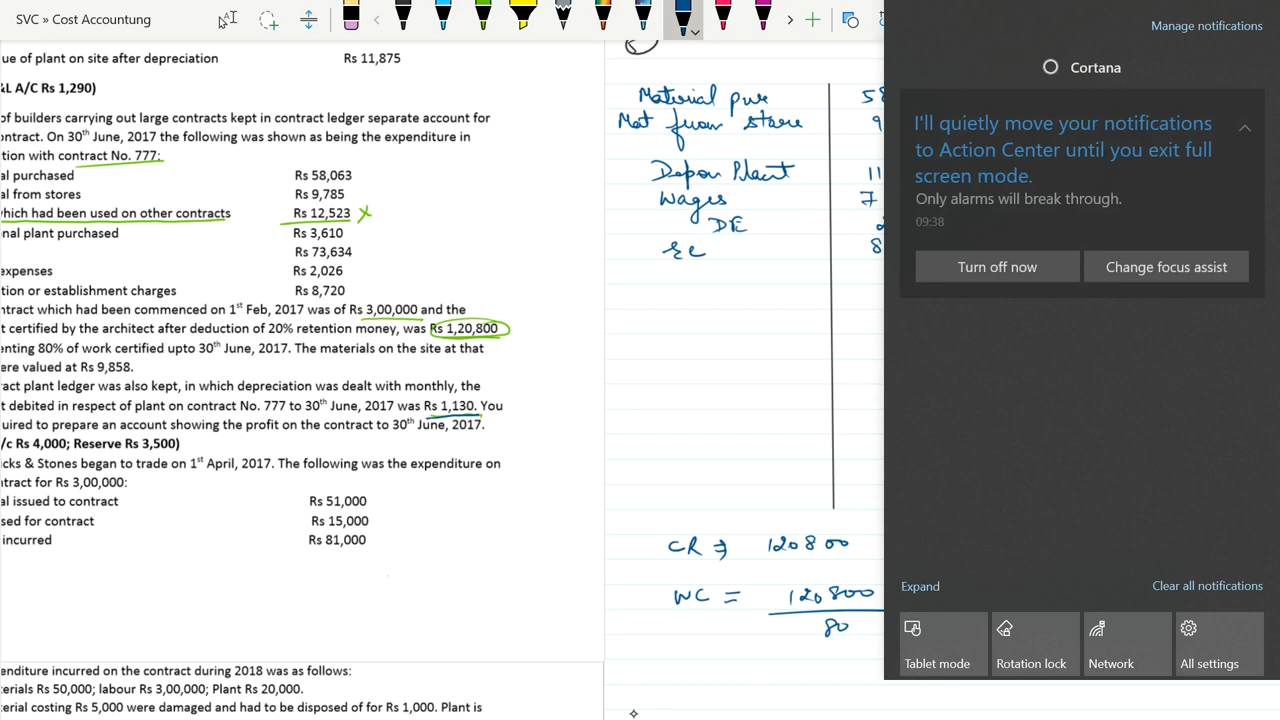 SVC » Cost Accountung
ue of plant on site after depreciation Rs 11,875
&L A/C Rs 1,290)
of builders carrying out large contracts kept in contract ledger separate account for
ontract. On 30th June, 2017 the following was shown as being the expenditure in
tion with contract No. 777:
al purchased Rs 58,063
al from stores Rs 9,785
which had been used on other contracts Rs 12,523 x
nal plant purchased Rs 3,610
Rs 73,634
expenses Rs 2,026
tion or establishment charges Rs 8,720
ntract which had been commenced on 1st Feb, 2017 was of Rs 3,00,000 and the
t certified by the architect after deduction of 20% retention money, was Rs 1,20,800
enting 80% of work certified upto 30th June, 2017. The materials on the site at that
ere valued at Rs 9,858.
ract plant ledger was also kept, in which depreciation was dealt with monthly, the
t debited in respect of plant on contract No. 777 to 30th June, 2017 was Rs 1,130. You
uired to prepare an account showing the profit on the contract to 30th June, 2017.
/c Rs 4,000; Reserve Rs 3,500)
icks & Stones began to trade on 1st April, 2017. The following was the expenditure on
ntract for Rs 3,00,000:
al issued to contract Rs 51,000
sed for contract Rs 15,000
incurred Rs 81,000
enditure incurred on the contract during 2018 was as follows:
terials Rs 50,000; labour Rs 3,00,000; Plant Rs 20,000.
terial costing Rs 5,000 were damaged and had to be disposed of for Rs 1,000. Plant is
Material pure 58
Mat from store 9
Depon Plant 11
Wages 7
DE 2
EC 8
CR ⇒ 120800
WC = 120800
80
Manage notifications
Cortana
I'll quietly move your notifications
to Action Center until you exit full
screen mode.
Only alarms will break through.
09:38
Turn off now Change focus assist
Expand Clear all notifications
Tablet mode Rotation lock Network All settings